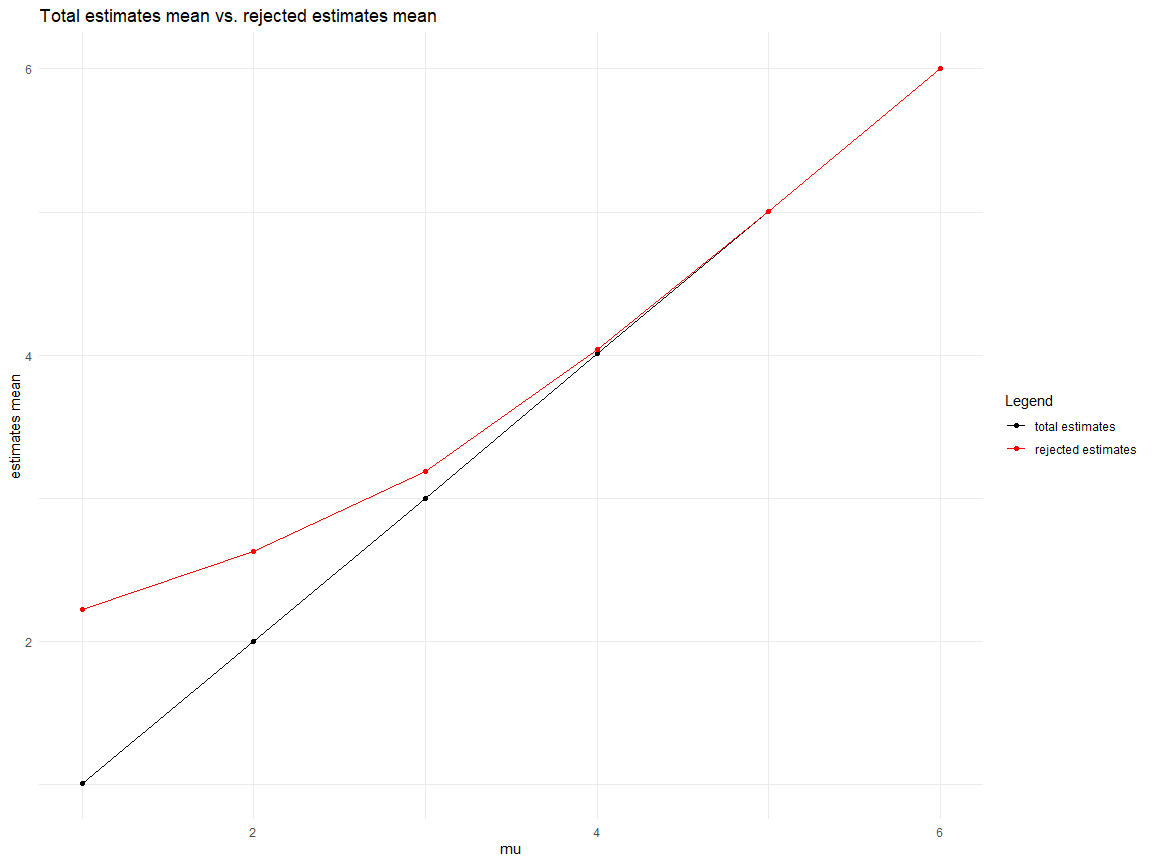 Total estimates mean vs. rejected estimates mean
6
4
2
estimates mean
2
4
6
mu
Legend
total estimates
rejected estimates